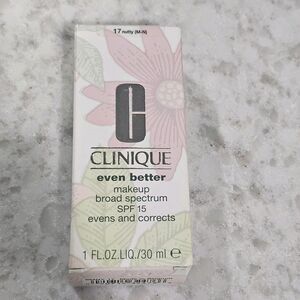 17 nutty (M-N)
C
CLINIQUE
even better
makeup
broad spectrum
SPF 15
evens and corrects
1 FL.OZ.LIQ./30 ml e